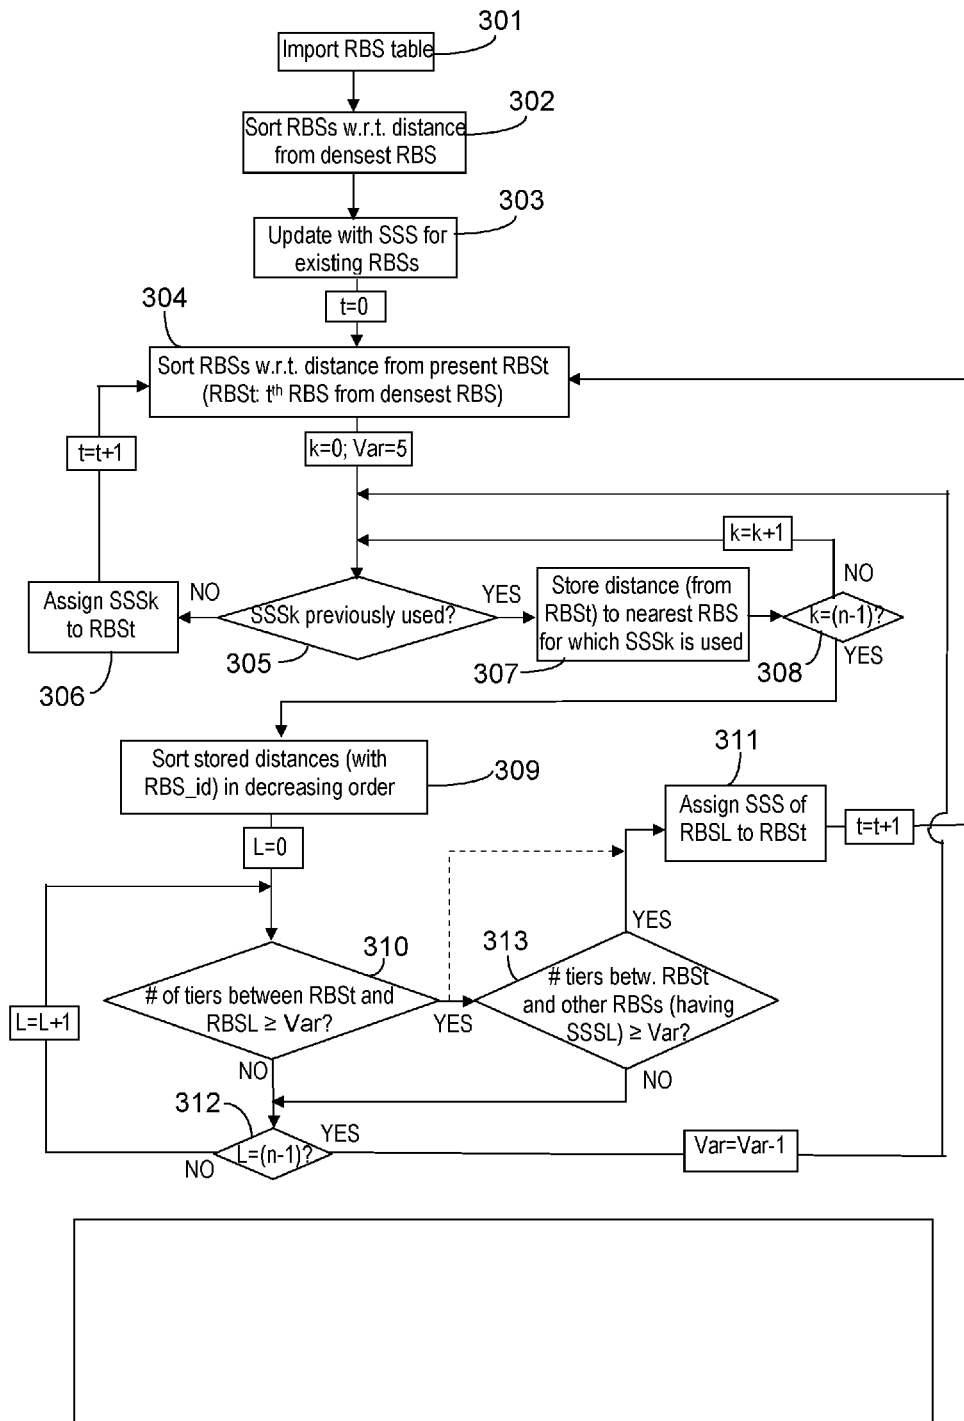 301
Import RBS table
302
Sort RBSs w.r.t. distance
from densest RBS
303
Update with SSS for
existing RBSs
t=0
304
Sort RBSs w.r.t. distance from present RBSt
(RBSt: tth RBS from densest RBS)
k=0; Var=5
t=t+1
k=k+1
Assign SSSk
to RBSt
306
NO
SSSk previously used?
305
YES
Store distance (from
RBSt) to nearest RBS
for which SSSk is used
307
NO
k=(n-1)?
308
YES
Sort stored distances (with
RBS_id) in decreasing order
309
311
Assign SSS of
RBSL to RBSt
t=t+1
L=0
310
# of tiers between RBSt and
RBSL ≥ Var?
YES
NO
313
YES
# tiers betw. RBSt
and other RBSs (having
SSSL) ≥ Var?
NO
L=L+1
312
L=(n-1)?
YES
NO
Var=Var-1